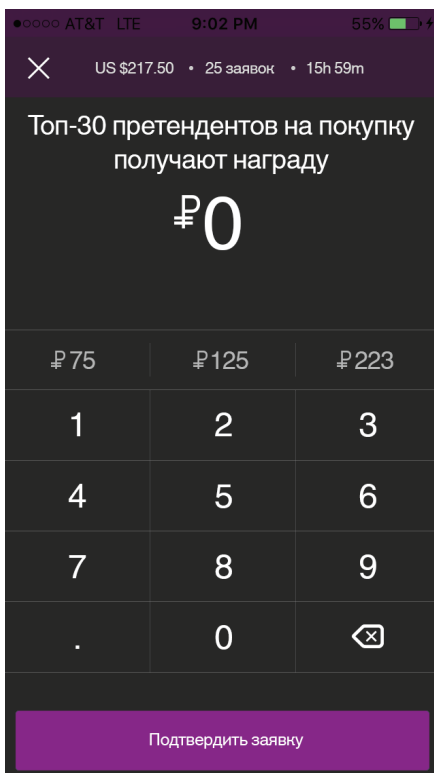 AT&T LTE 9:02 PM 55%
US $217.50 • 25 заявок • 15h 59m
Топ-30 претендентов на покупку
получают награду
₽0
₽75 ₽125 ₽223
1 2 3
4 5 6
7 8 9
. 0
Подтвердить заявку